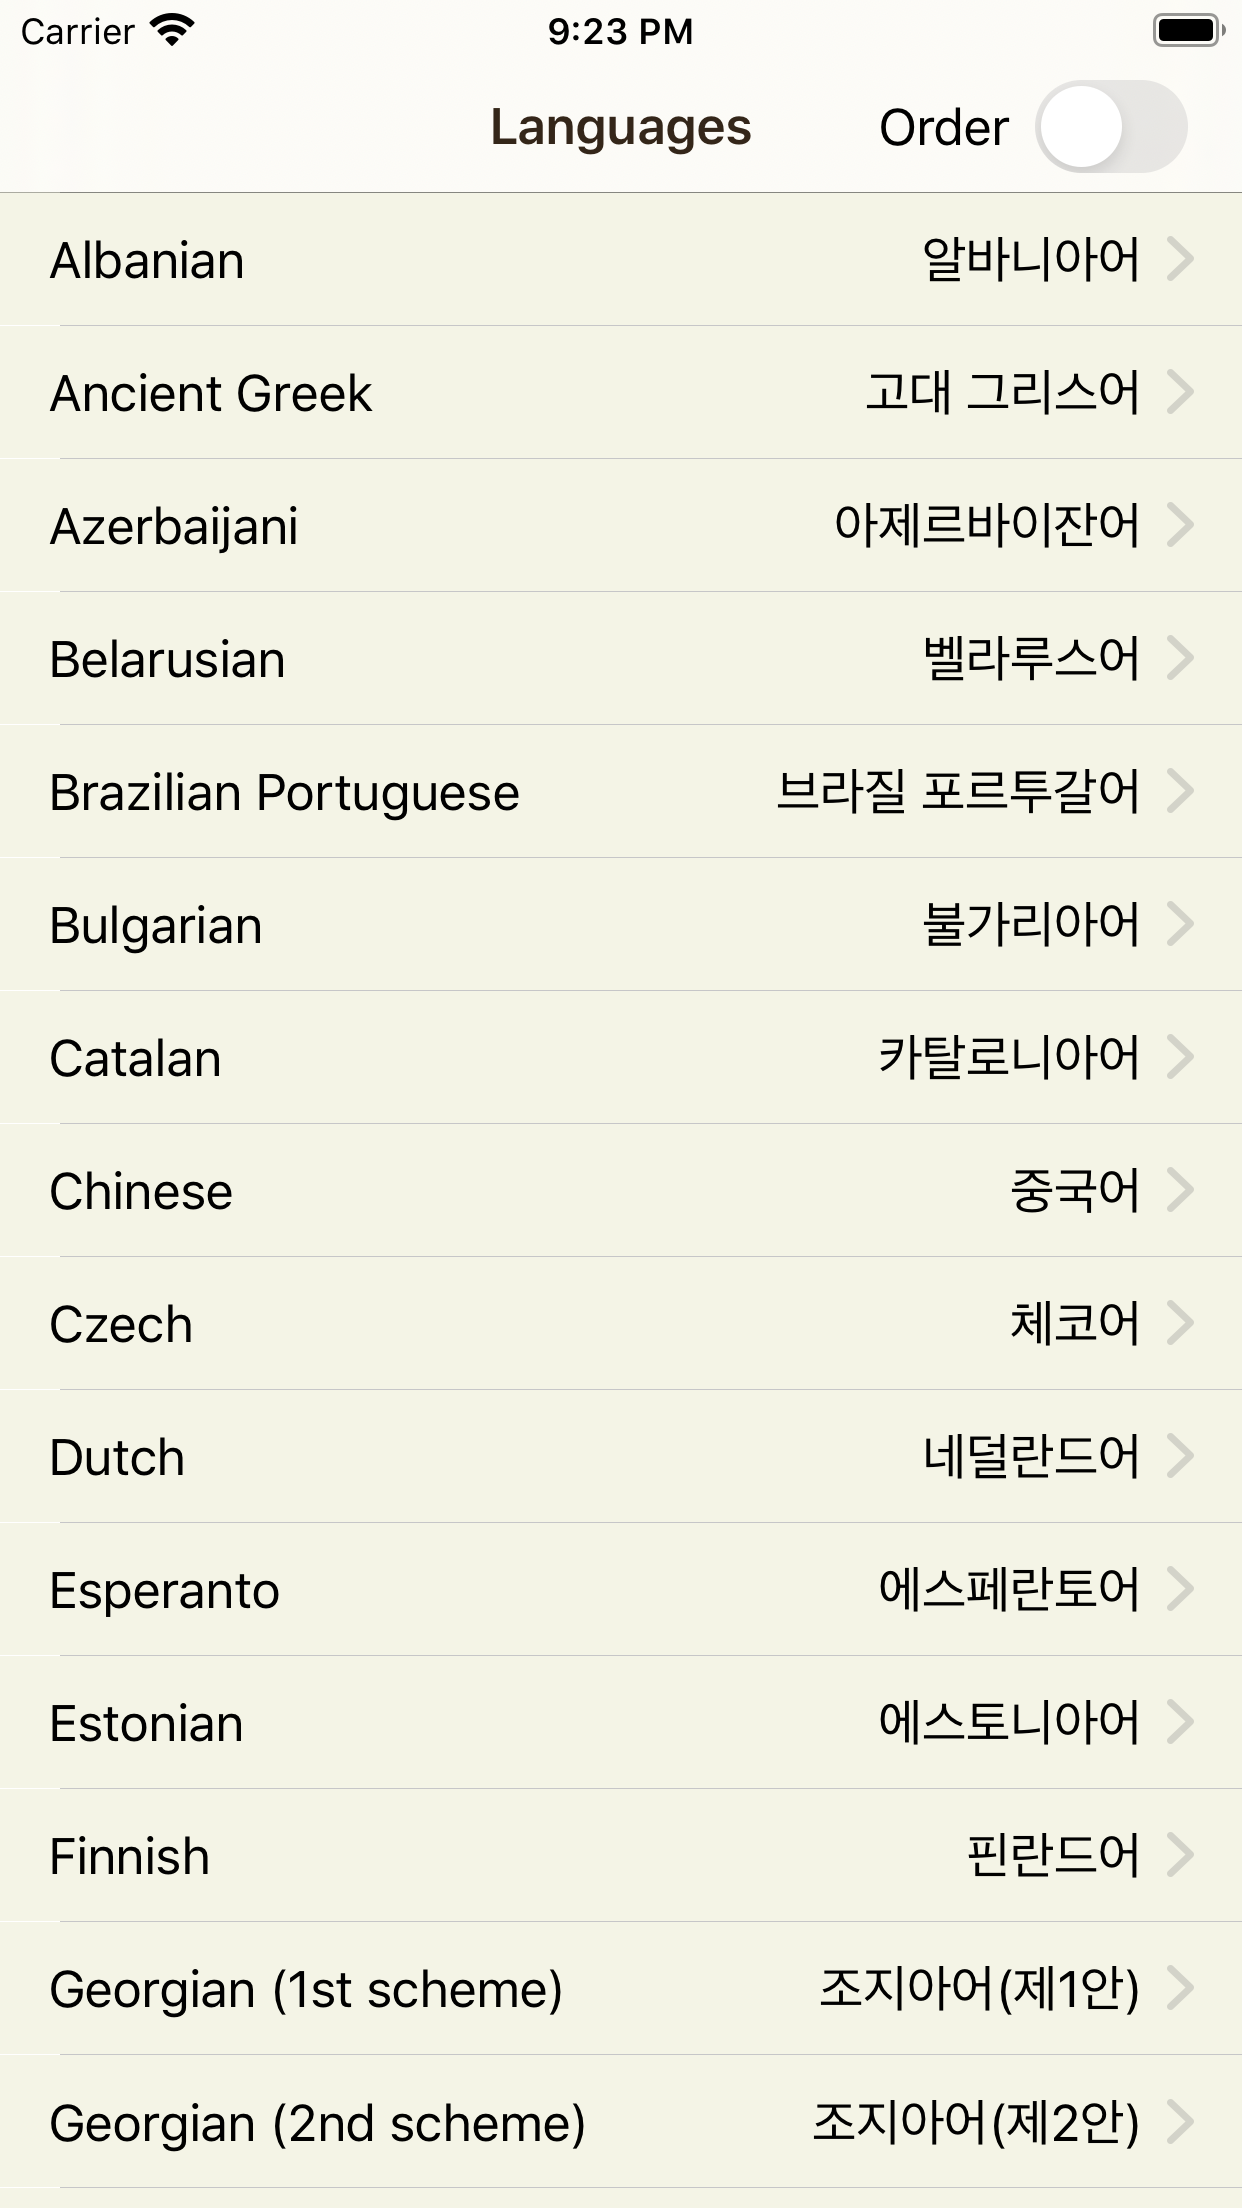 Carrier 9:23 PM
Languages Order
Albanian 알바니아어
Ancient Greek 고대 그리스어
Azerbaijani 아제르바이잔어
Belarusian 벨라루스어
Brazilian Portuguese 브라질 포르투갈어
Bulgarian 불가리아어
Catalan 카탈로니아어
Chinese 중국어
Czech 체코어
Dutch 네덜란드어
Esperanto 에스페란토어
Estonian 에스토니아어
Finnish 핀란드어
Georgian (1st scheme) 조지아어(제1안)
Georgian (2nd scheme) 조지아어(제2안)